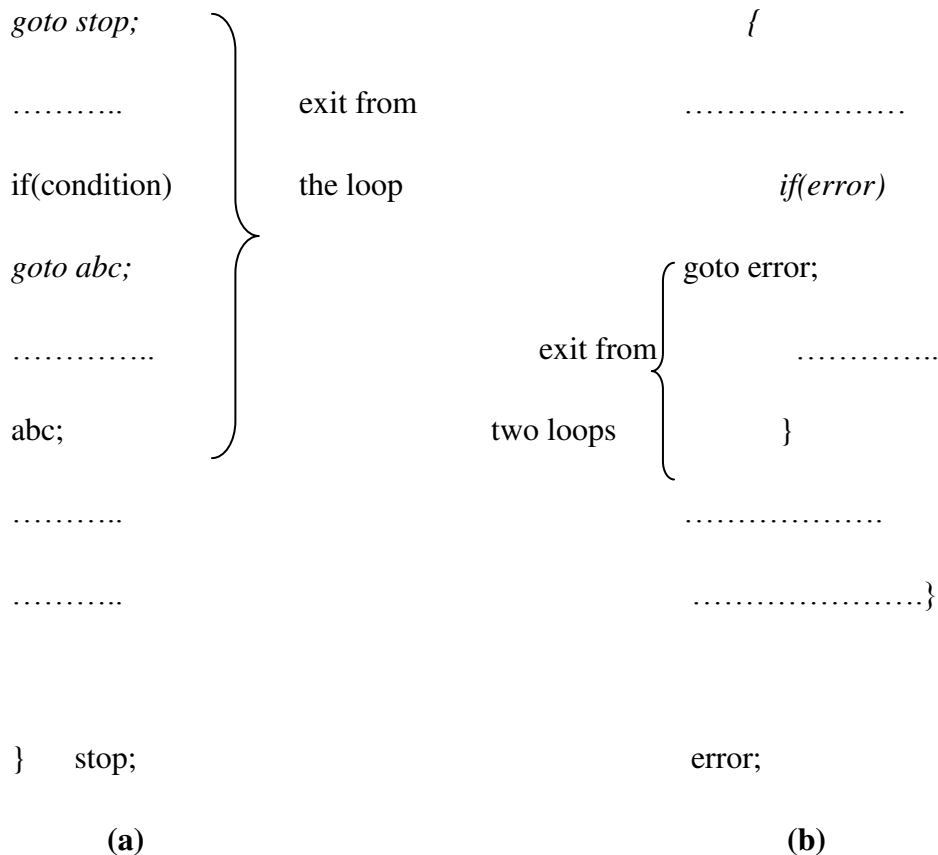 goto stop; {
……….. exit from …………………
if(condition) the loop if(error)
goto abc; goto error;
………….. exit from …………..
abc; two loops }
……….. ……………….
……….. ………………….}
} stop; error;
(a) (b)